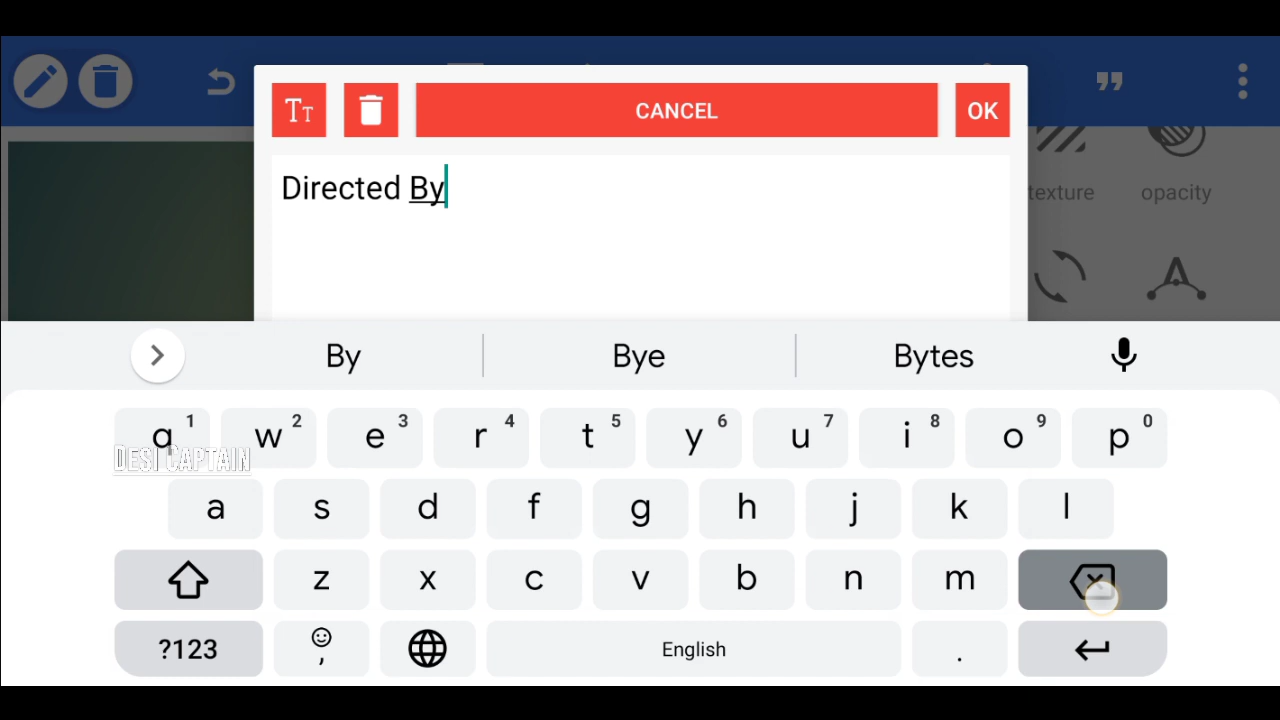 Tт
CANCEL
OK
texture
opacity
Directed By
By
Bye
Bytes
q 1 w 2 e 3 r 4 t 5 y 6 u 7 i 8 o 9 p 0
DESI CAPTAIN
a s d f g h j k l
z x c v b n m
?123
,
English
.